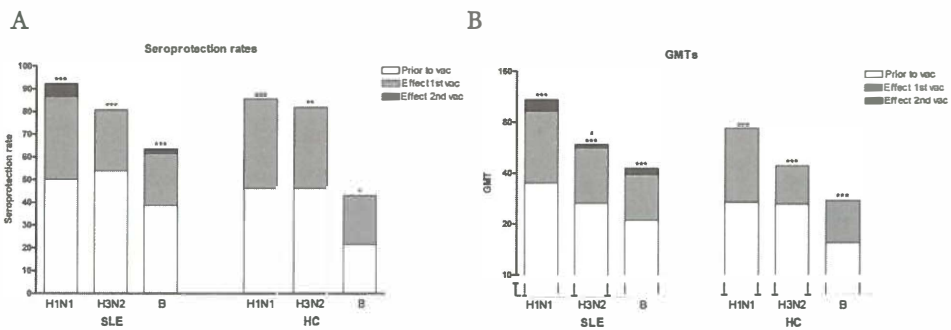 A
Seroprotection rates
Seroprotection rate
100
90
80
70
60
50
40
30
20
10
0
***
***
***
***
**
*
Prior to vac
Effect 1st vac
Effect 2nd vac
H1N1 H3N2 B H1N1 H3N2 B
SLE HC
B
GMTs
GMT
160
80
40
20
10
***
*
***
***
***
***
***
Prior to vac
Effect 1st vac
Effect 2nd vac
H1N1 H3N2 B H1N1 H3N2 B
SLE HC